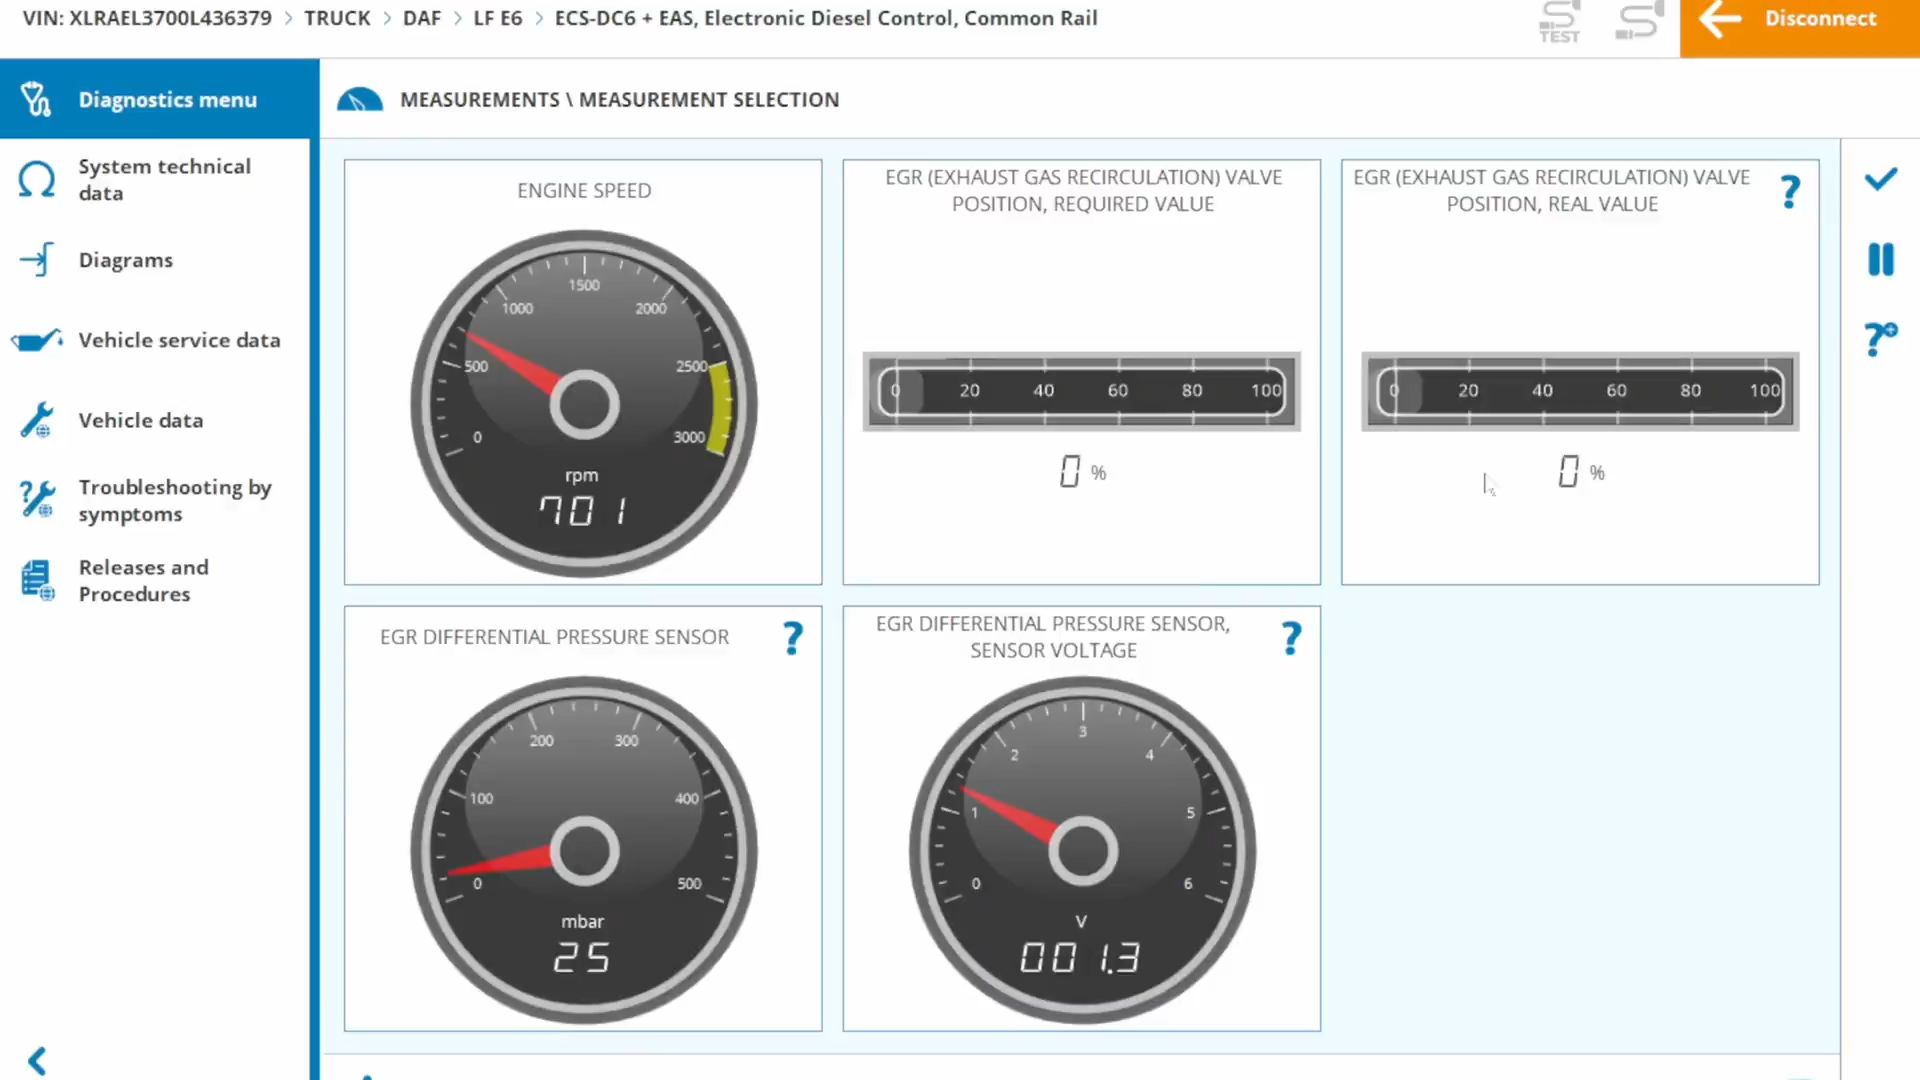 VIN: XLRAEL3700L436379 > TRUCK > DAF > LF E6 > ECS-DC6 + EAS, Electronic Diesel Control, Common Rail
TEST
Disconnect
Diagnostics menu
MEASUREMENTS \ MEASUREMENT SELECTION
System technical
data
Diagrams
Vehicle service data
Vehicle data
Troubleshooting by
symptoms
Releases and
Procedures
ENGINE SPEED
0
500
1000
1500
2000
2500
3000
rpm
701
EGR (EXHAUST GAS RECIRCULATION) VALVE
POSITION, REQUIRED VALUE
0 20 40 60 80 100
0 %
EGR (EXHAUST GAS RECIRCULATION) VALVE
POSITION, REAL VALUE
?
0 20 40 60 80 100
0 %
?
EGR DIFFERENTIAL PRESSURE SENSOR
?
0
100
200
300
400
500
mbar
25
EGR DIFFERENTIAL PRESSURE SENSOR,
SENSOR VOLTAGE
?
0
1
2
3
4
5
6
V
001.3